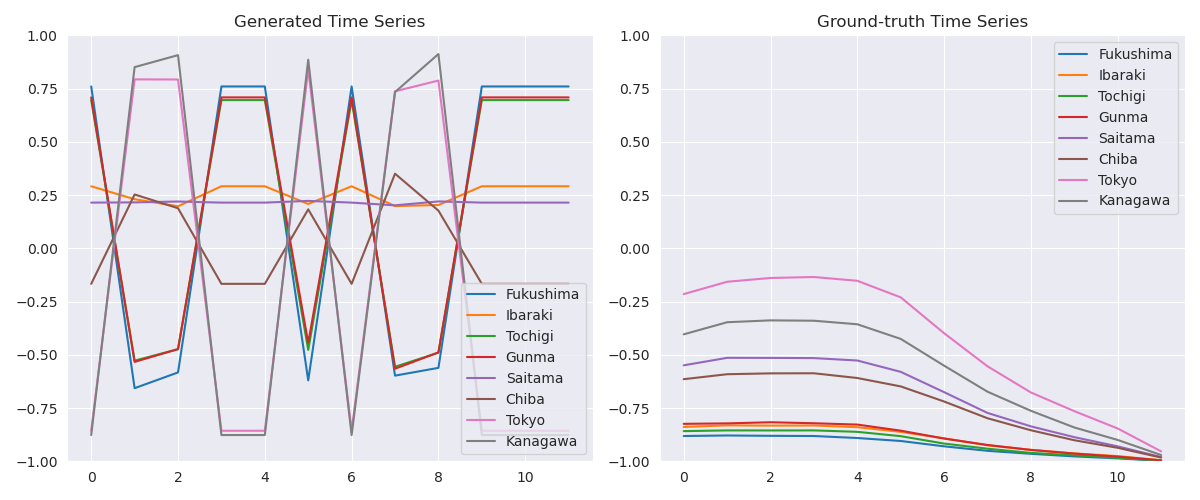 Generated Time Series
1.00
0.75
0.50
0.25
0.00
−0.25
−0.50
−0.75
−1.00
0 2 4 6 8 10
Fukushima
Ibaraki
Tochigi
Gunma
Saitama
Chiba
Tokyo
Kanagawa
Ground-truth Time Series
1.00
0.75
0.50
0.25
0.00
−0.25
−0.50
−0.75
−1.00
0 2 4 6 8 10
Fukushima
Ibaraki
Tochigi
Gunma
Saitama
Chiba
Tokyo
Kanagawa